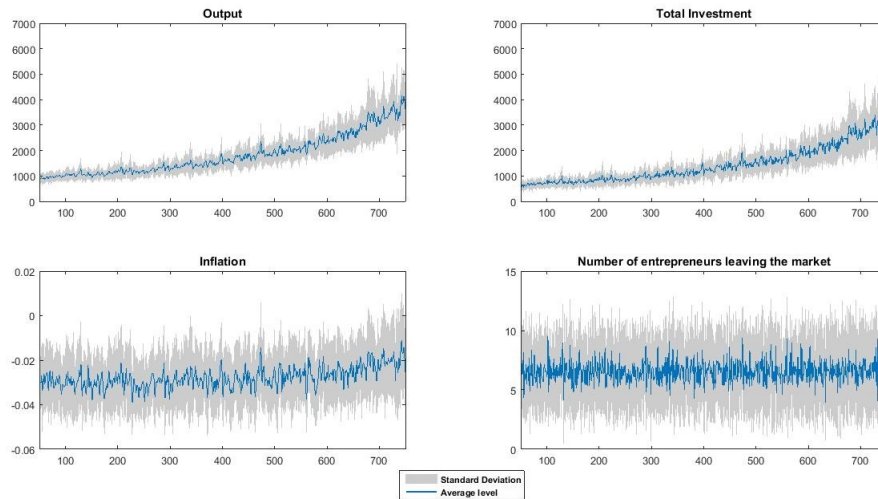 Output
7000
6000
5000
4000
3000
2000
1000
0
100 200 300 400 500 600 700
Total Investment
7000
6000
5000
4000
3000
2000
1000
0
100 200 300 400 500 600 700
Inflation
0.02
0
-0.02
-0.04
-0.06
100 200 300 400 500 600 700
Number of entrepreneurs leaving the market
15
10
5
0
100 200 300 400 500 600 700
Standard Deviation
Average level